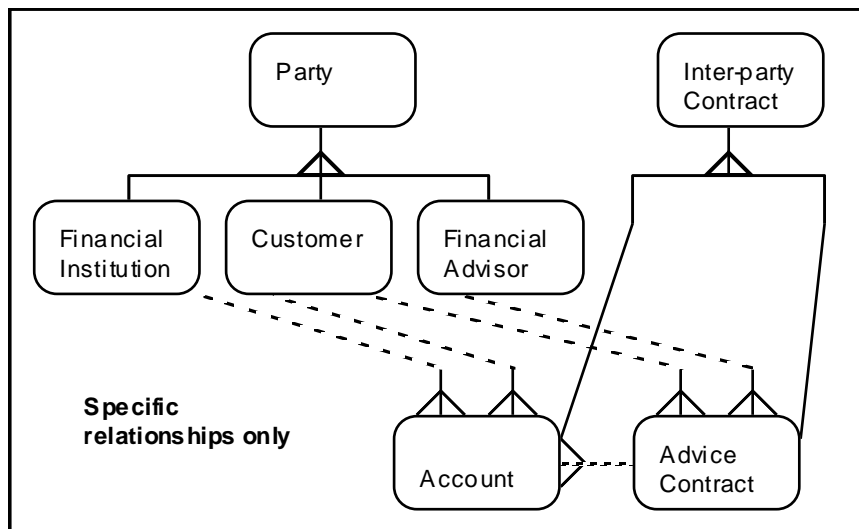 Party
Inter-party
Contract
Financial
Institution
Customer
Financial
Advisor
Specific
relationships only
Account
Advice
Contract